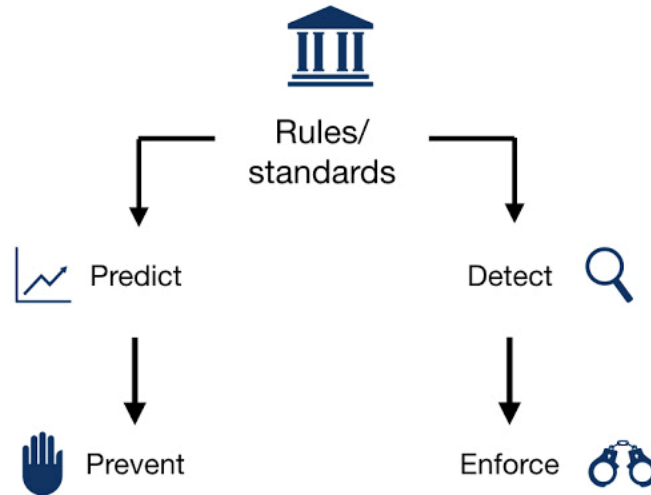 Rules/
standards
Predict
Detect
Prevent
Enforce